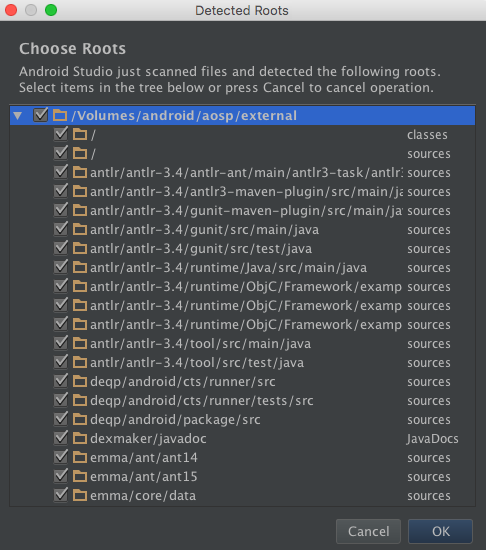 Detected Roots
Choose Roots
Android Studio just scanned files and detected the following roots.
Select items in the tree below or press Cancel to cancel operation.
/Volumes/android/aosp/external
/ classes
/ sources
antlr/antlr-3.4/antlr-ant/main/antlr3-task/antlr3 sources
antlr/antlr-3.4/antlr3-maven-plugin/src/main/ja sources
antlr/antlr-3.4/gunit-maven-plugin/src/main/ja sources
antlr/antlr-3.4/gunit/src/main/java sources
antlr/antlr-3.4/gunit/src/test/java sources
antlr/antlr-3.4/runtime/Java/src/main/java sources
antlr/antlr-3.4/runtime/ObjC/Framework/examp sources
antlr/antlr-3.4/runtime/ObjC/Framework/examp sources
antlr/antlr-3.4/runtime/ObjC/Framework/examp sources
antlr/antlr-3.4/tool/src/main/java sources
antlr/antlr-3.4/tool/src/test/java sources
deqp/android/cts/runner/src sources
deqp/android/cts/runner/tests/src sources
deqp/android/package/src sources
dexmaker/javadoc JavaDocs
emma/ant/ant14 sources
emma/ant/ant15 sources
emma/core/data sources
Cancel OK